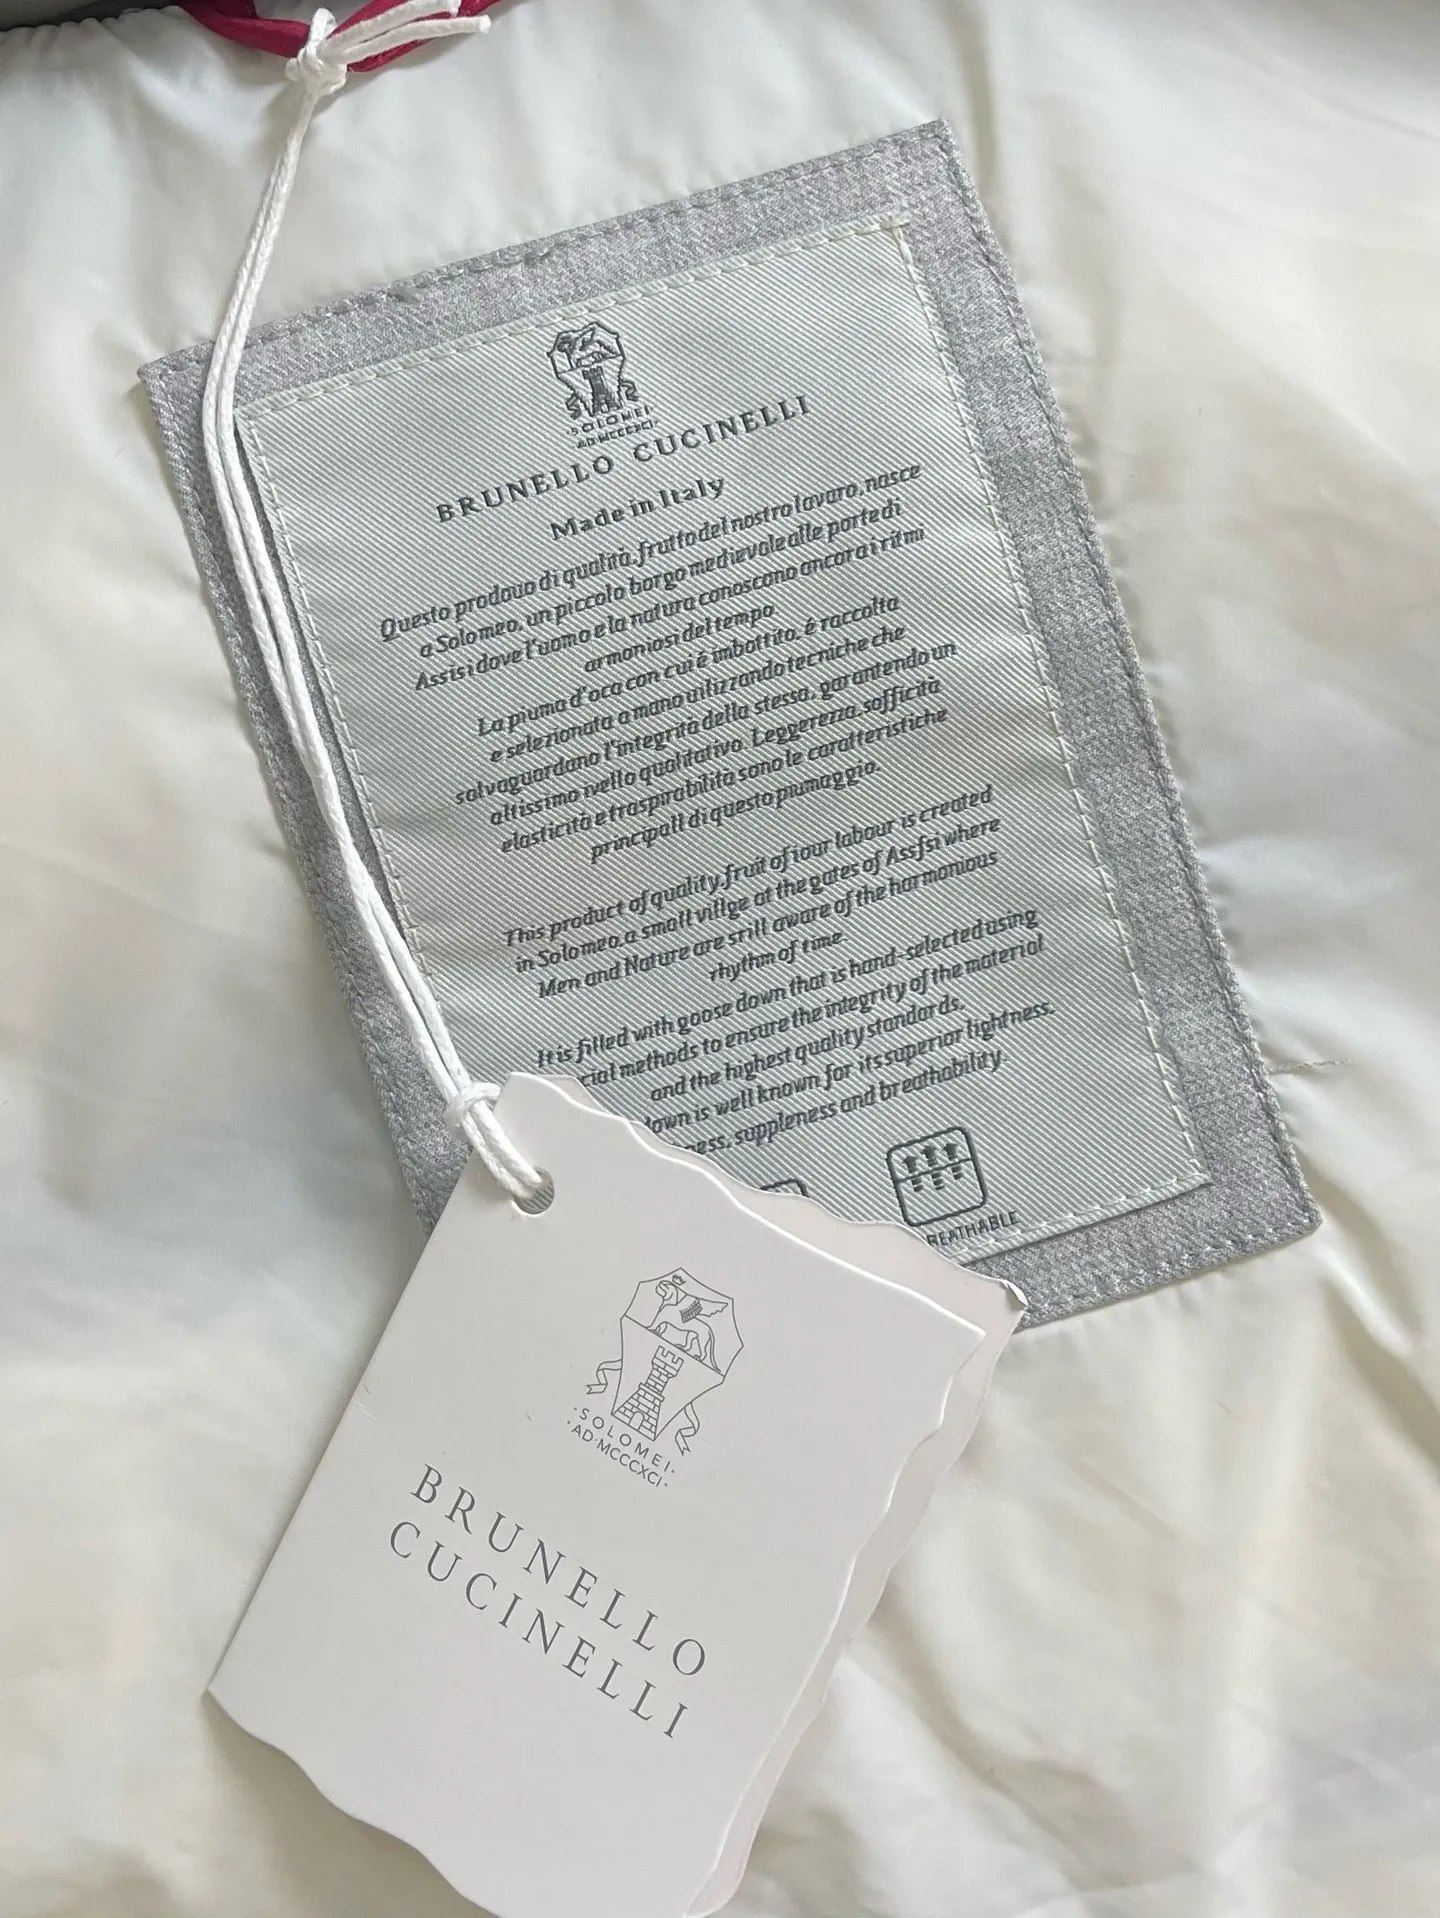 SOLOMEI
AD MCCCXCI
BRUNELLO CUCINELLI
Made in Italy
Questo prodauo di qualità, frutto del nostro lavaro, nasce
a Solomeo, un piccolo borgo medievale alle porte di
Assisi dove l'uomo e la natura conoscono ancora i ritmi
armoniosi del tempo
La piuma d'oca con cui é imbottito, é raccolta
e selezionata a mano uilizzando tecniche che
salvaguardano l'integrità della stessa, garantendo un
altissimo ivello qualitativo. Leggerezza, sofficità
elasticità e traspirabilità sono le caratteristiche
principali di questo piumaggio.
This product of quality, fruit of iour labour is created
in Solomeo, a small villge at the gates of Assfsi where
Men and Nature are srill aware of the harmonious
rhythm of time.
It is filled with goose down that is hand-selected using
cial methods to ensure the integrity of the material
and the highest quality standards,
down is well known for its superior lightness,
ness, suppleness and breathability.
REATHABLE
·SOLOMEI·
·AD·MCCCXCI·
BRUNELLO
CUCINELLI